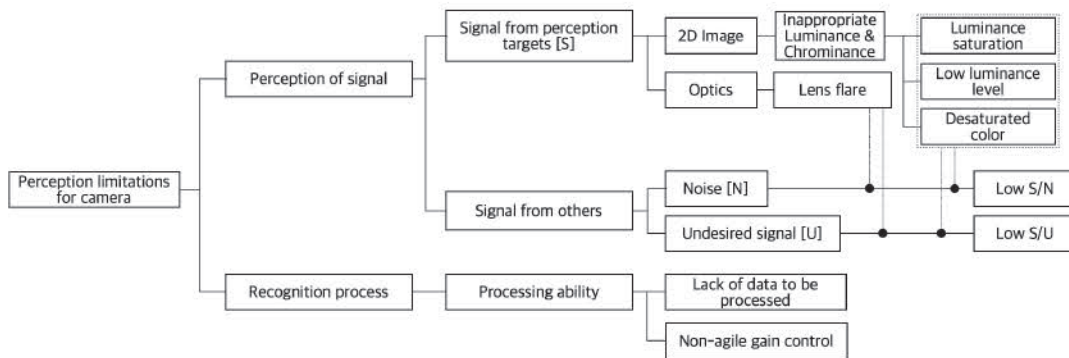 Signal from perception
targets [S]
2D Image
Inappropriate
Luminance &
Chrominance
Luminance
saturation
Perception of signal
Optics
Lens flare
Low luminance
level
Desaturated
color
Perception limitations
for camera
Noise [N]
Low S/N
Signal from others
Undesired signal [U]
Low S/U
Recognition process
Processing ability
Lack of data to be
processed
Non-agile gain control